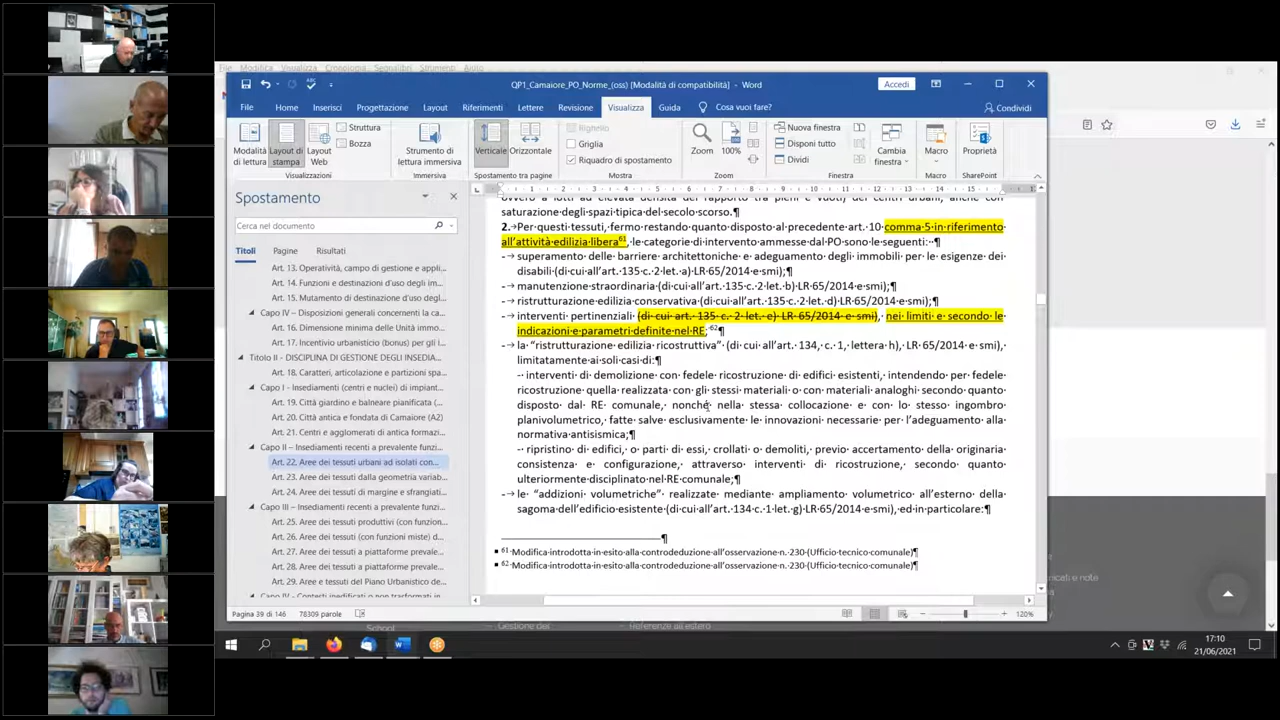 File Modifica Visualizza Cronologia Segnalibri Strumenti Aiuto
QP1_Camaiore_PO_Norme_(oss) [Modalità di compatibilità] - Word
Accedi
File Home Inserisci Progettazione Layout Riferimenti Lettere Revisione Visualizza Guida Cosa vuoi fare? Condividi
Modalità di lettura
Layout di stampa
Layout Web
Struttura
Bozza
Visualizzazioni
Strumento di lettura immersiva
Immersiva
Verticale
Orizzontale
Spostamento tra pagine
Righello
Griglia
Riquadro di spostamento
Mostra
Zoom
100%
Zoom
Nuova finestra
Disponi tutto
Dividi
Cambia finestra
Finestra
Macro
Macro
Proprietà
SharePoint
Spostamento
Cerca nel documento
Titoli Pagine Risultati
Art. 13. Operatività, campo di gestione e appli...
Art. 14. Funzioni e destinazioni d'uso degli im...
Art. 15. Mutamento di destinazione d'uso degl...
Capo IV – Disposizioni generali concernenti la ca...
Art. 16. Dimensione minima delle Unità immo...
Art. 17. Incentivo urbanistico (bonus) per gli i...
Titolo II - DISCIPLINA DI GESTIONE DEGLI INSEDIA...
Art. 18. Caratteri, articolazione e partizioni spa...
Capo I - Insediamenti (centri e nuclei) di impiant...
Art. 19. Città giardino e balneare pianificata (...
Art. 20. Città antica e fondata di Camaiore (A2)
Art. 21. Centri e agglomerati di antica formazi...
Capo II – Insediamenti recenti a prevalente funzi...
Art. 22, Aree dei tessuti urbani ad isolati con...
Art. 23. Aree dei tessuti dalla geometria variab...
Art. 24. Aree dei tessuti di margine e sfrangiati...
Capo III – Insediamenti recenti a prevalente funzi...
Art. 25. Aree dei tessuti produttivi (con funzion...
Art. 26. Aree dei tessuti (con funzioni miste) d...
Art. 27. Aree dei tessuti a piattaforme prevale...
Art. 28. Aree dei tessuti a piattaforme prevale...
Art. 29. Aree e tessuti del Piano Urbanistico de...
Capo IV - Contesti inedificati o non trasformati in...
saturazione degli spazi tipica del secolo scorso.¶
2. Per questi tessuti, fermo restando quanto disposto al precedente art. 10 comma 5 in riferimento
all'attività edilizia libera61, le categorie di intervento ammesse dal PO sono le seguenti: ¶
- superamento delle barriere architettoniche e adeguamento degli immobili per le esigenze dei
disabili (di cui all'art. 135 c. 2 let. a) LR 65/2014 e smi);¶
- manutenzione straordinaria (di cui all'art. 135 c. 2 let. b) LR 65/2014 e smi);¶
- ristrutturazione edilizia conservativa (di cui all'art. 135 c. 2 let. d) LR 65/2014 e smi);¶
- interventi pertinenziali (di cui art. 135 c. 2 let. e) LR 65/2014 e smi), nei limiti e secondo le
indicazioni e parametri definite nel RE; 62¶
- la "ristrutturazione edilizia ricostruttiva" (di cui all'art. 134, c. 1, lettera h), LR 65/2014 e smi),
limitatamente ai soli casi di:¶
- interventi di demolizione con fedele ricostruzione di edifici esistenti, intendendo per fedele
ricostruzione quella realizzata con gli stessi materiali o con materiali analoghi secondo quanto
disposto dal RE comunale, nonché nella stessa collocazione e con lo stesso ingombro
planivolumetrico, fatte salve esclusivamente le innovazioni necessarie per l'adeguamento alla
normativa antisismica;¶
- ripristino di edifici, o parti di essi, crollati o demoliti, previo accertamento della originaria
consistenza e configurazione, attraverso interventi di ricostruzione, secondo quanto
ulteriormente disciplinato nel RE comunale;¶
- le "addizioni volumetriche" realizzate mediante ampliamento volumetrico all'esterno della
sagoma dell'edificio esistente (di cui all'art. 134 c. 1 let. g) LR 65/2014 e smi), ed in particolare:¶
61 Modifica introdotta in esito alla controdeduzione all'osservazione n. 230 (Ufficio tecnico comunale)¶
62 Modifica introdotta in esito alla controdeduzione all'osservazione n. 230 (Ufficio tecnico comunale)¶
Pagina 39 di 146 78309 parole 120%
School Gestione dei Referenze all'estero
17:10
21/06/2021